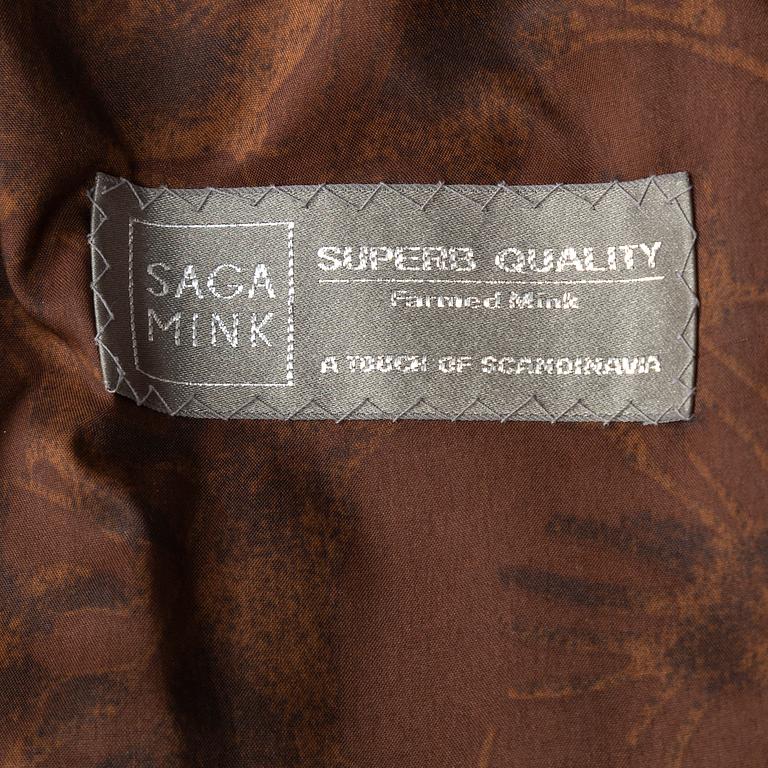 SAGA
MINK
SUPERB QUALITY
Farmed Mink
A TOUCH OF SCANDINAVIA